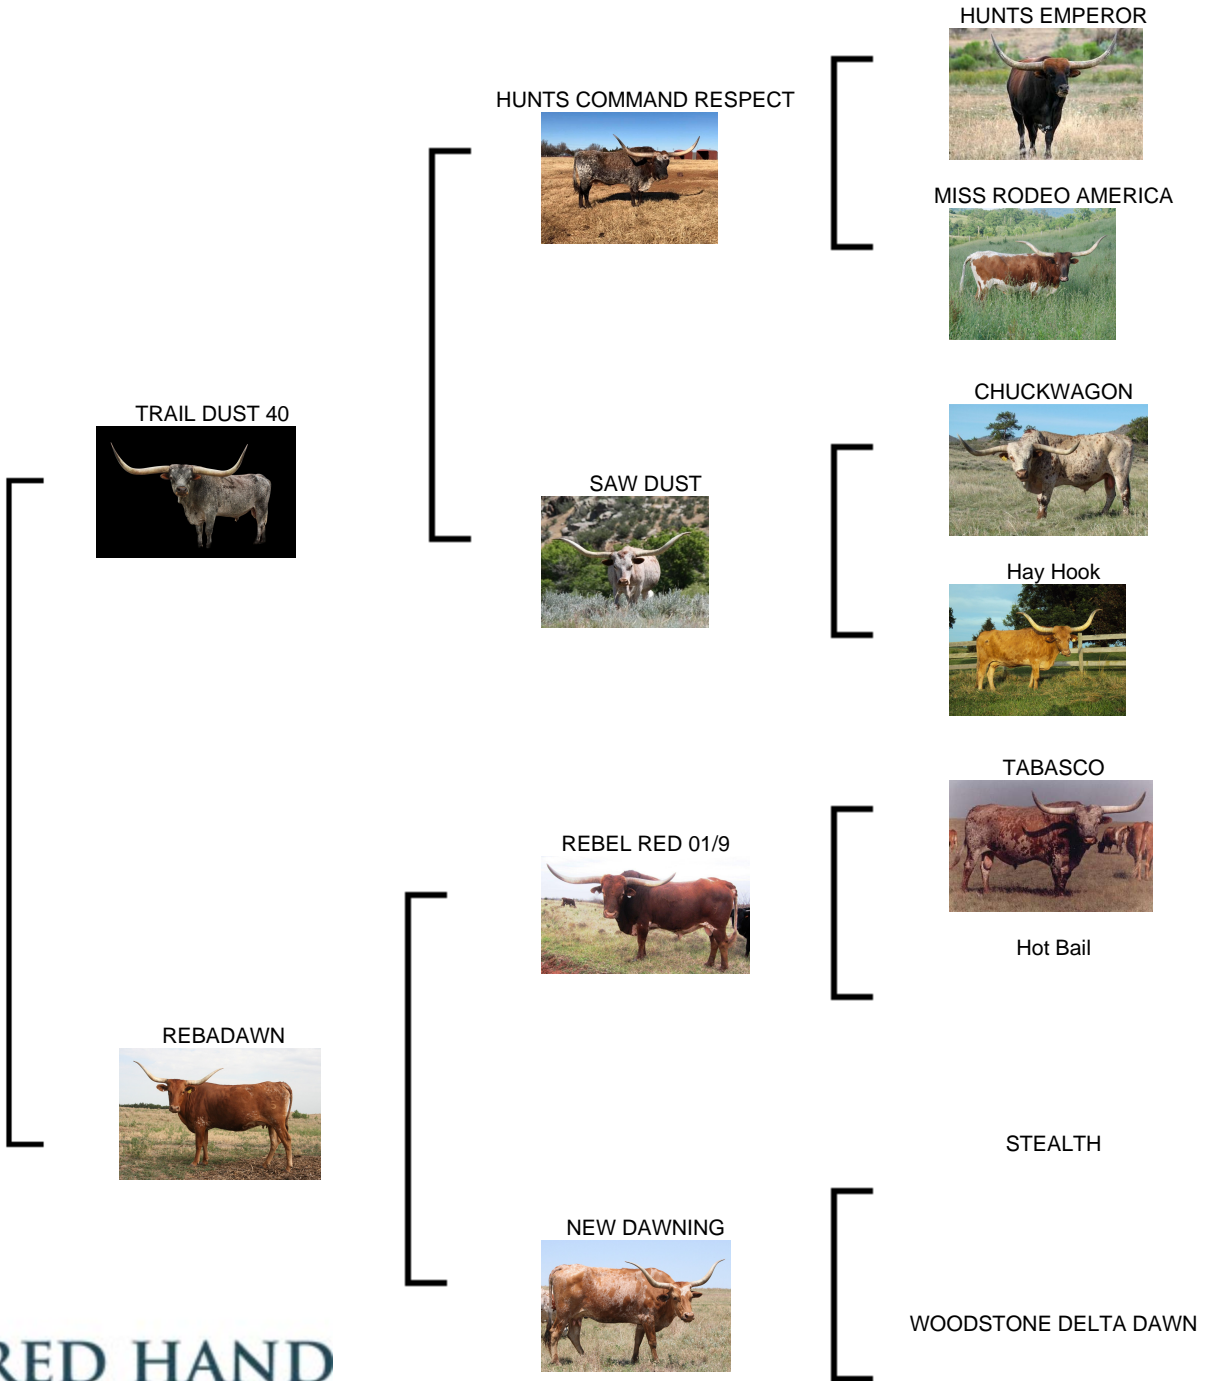 HUNTS EMPEROR
HUNTS COMMAND RESPECT
MISS RODEO AMERICA
CHUCKWAGON
TRAIL DUST 40
SAW DUST
Hay Hook
TABASCO
REBEL RED 01/9
Hot Bail
REBADAWN
STEALTH
NEW DAWNING
WOODSTONE DELTA DAWN
RED HAND